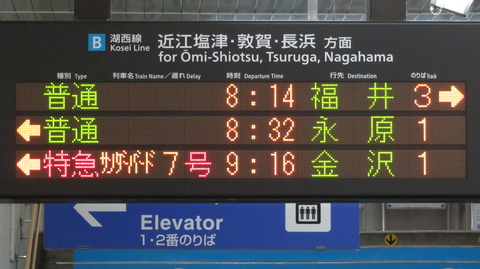 B 湖西線 近江塩津・敦賀・長浜 方面
Kosei Line for Ōmi-Shiotsu, Tsuruga, Nagahama
種別 Type 列車名 Train Name/遅れ Delay 時刻 Departure Time 行先 Destination のりば Track
普通 8:14 福井 3 →
← 普通 8:32 永原 1
← 特急 サンダーバード 7号 9:16 金沢 1
Elevator
1・2番のりば